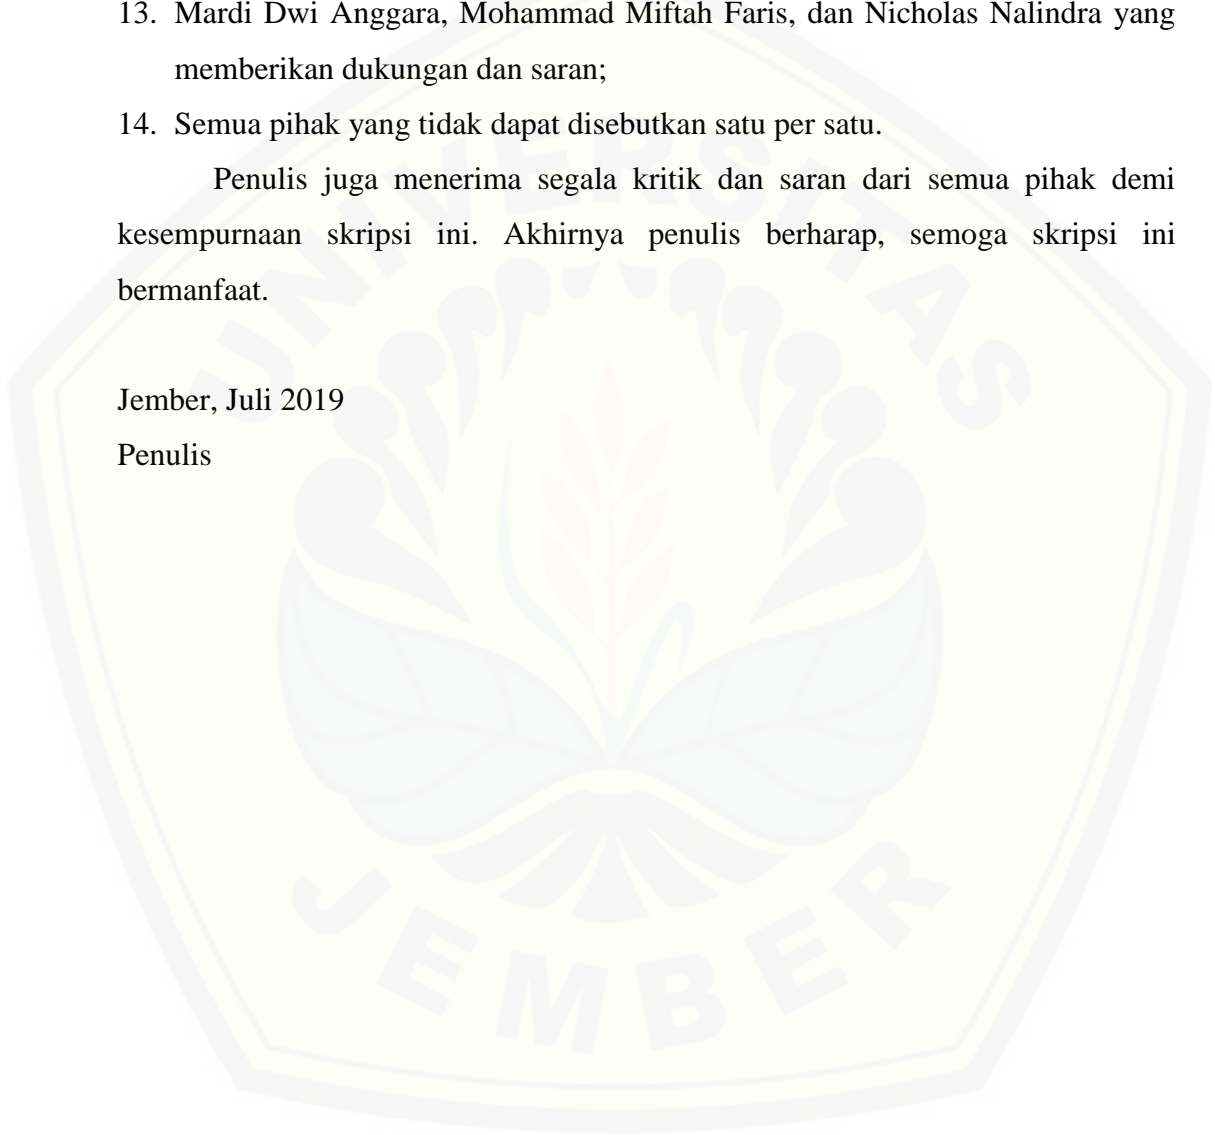 13. Mardi Dwi Anggara, Mohammad Miftah Faris, dan Nicholas Nalindra yang
memberikan dukungan dan saran;
14. Semua pihak yang tidak dapat disebutkan satu per satu.
Penulis juga menerima segala kritik dan saran dari semua pihak demi
kesempurnaan skripsi ini. Akhirnya penulis berharap, semoga skripsi ini
bermanfaat.
Jember, Juli 2019
Penulis
UNIVERSITAS
JEMBER